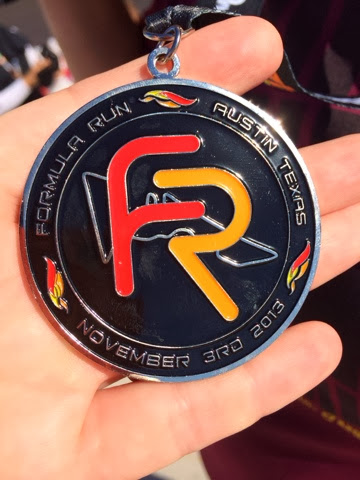 FORMULA RUN
AUSTIN TEXAS
FR
NOVEMBER 3RD 2013